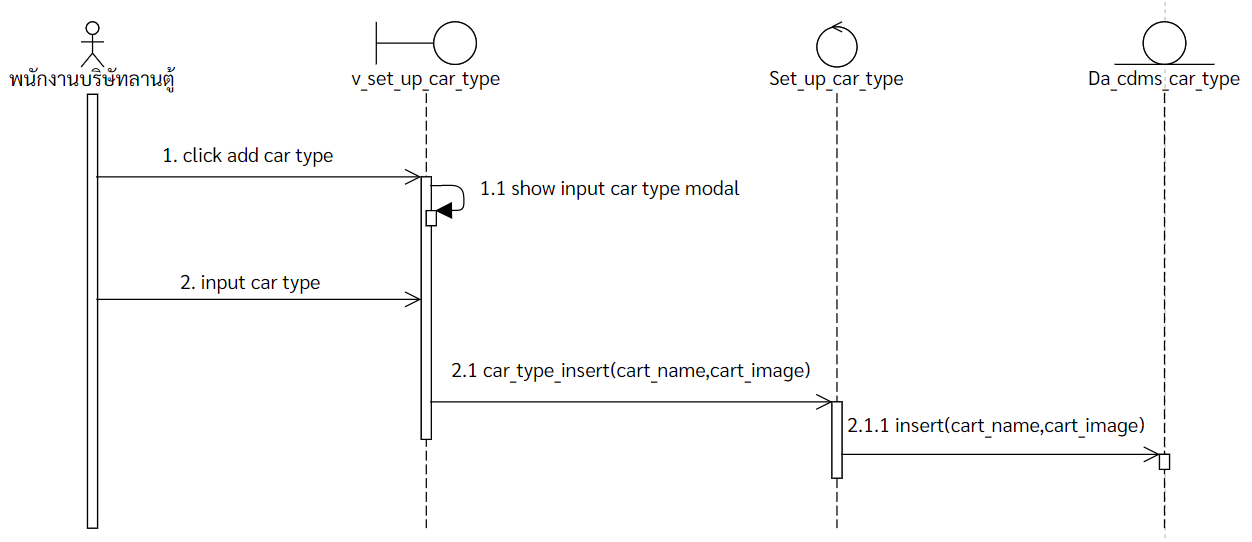 พนักงานบริษัทลานตู้
v_set_up_car_type
Set_up_car_type
Da_cdms_car_type
1. click add car type
1.1 show input car type modal
2. input car type
2.1 car_type_insert(cart_name,cart_image)
2.1.1 insert(cart_name,cart_image)